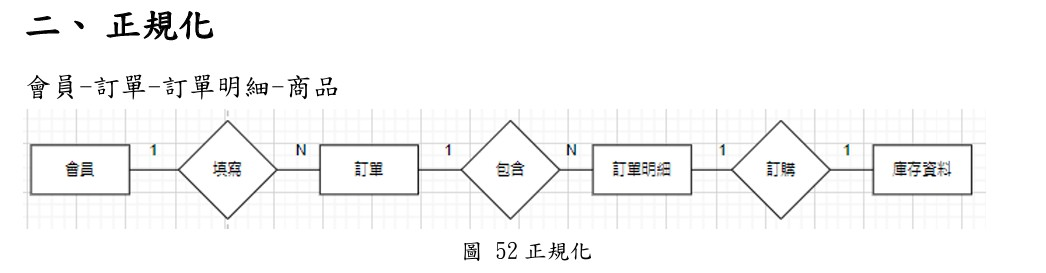 二、 正規化
會員-訂單-訂單明細-商品
1 N 1 N 1 1
會員 填寫 訂單 包含 訂單明細 訂購 庫存資料
圖 52正規化